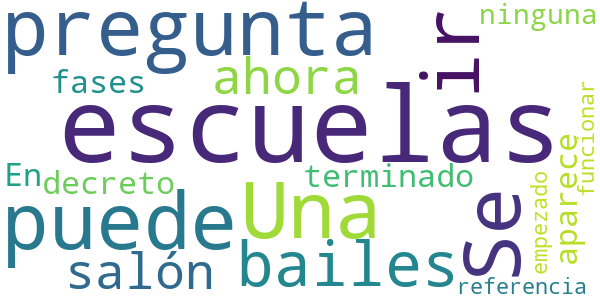 pregunta
ir
ninguna
fases
ahora
escuelas
funcionar
En
decreto
terminado
aparece
puede
Una
Se
empezado
salón
bailes
referencia